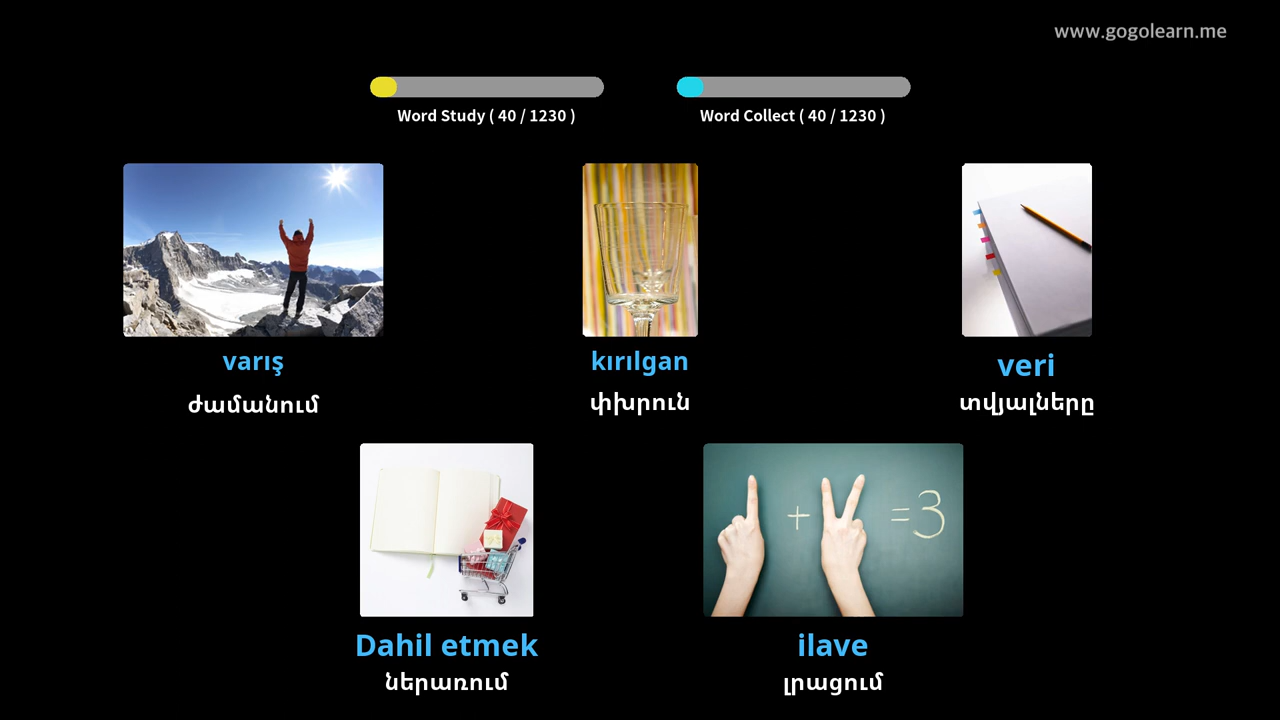 www.gogolearn.me
Word Study ( 40 / 1230 )
Word Collect ( 40 / 1230 )
varış
ժամանում
kırılgan
փխրուն
veri
տվյալները
+ =3
Dahil etmek
ներառում
ilave
լրացում